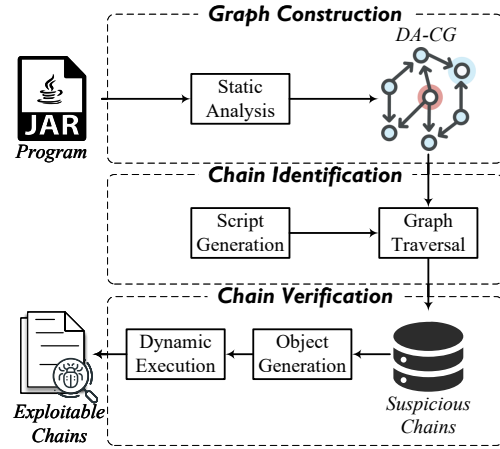 Graph Construction
DA-CG
Static
Analysis
JAR
Program
Chain Identification
Script
Generation
Graph
Traversal
Chain Verification
Dynamic
Execution
Object
Generation
Exploitable
Chains
Suspicious
Chains